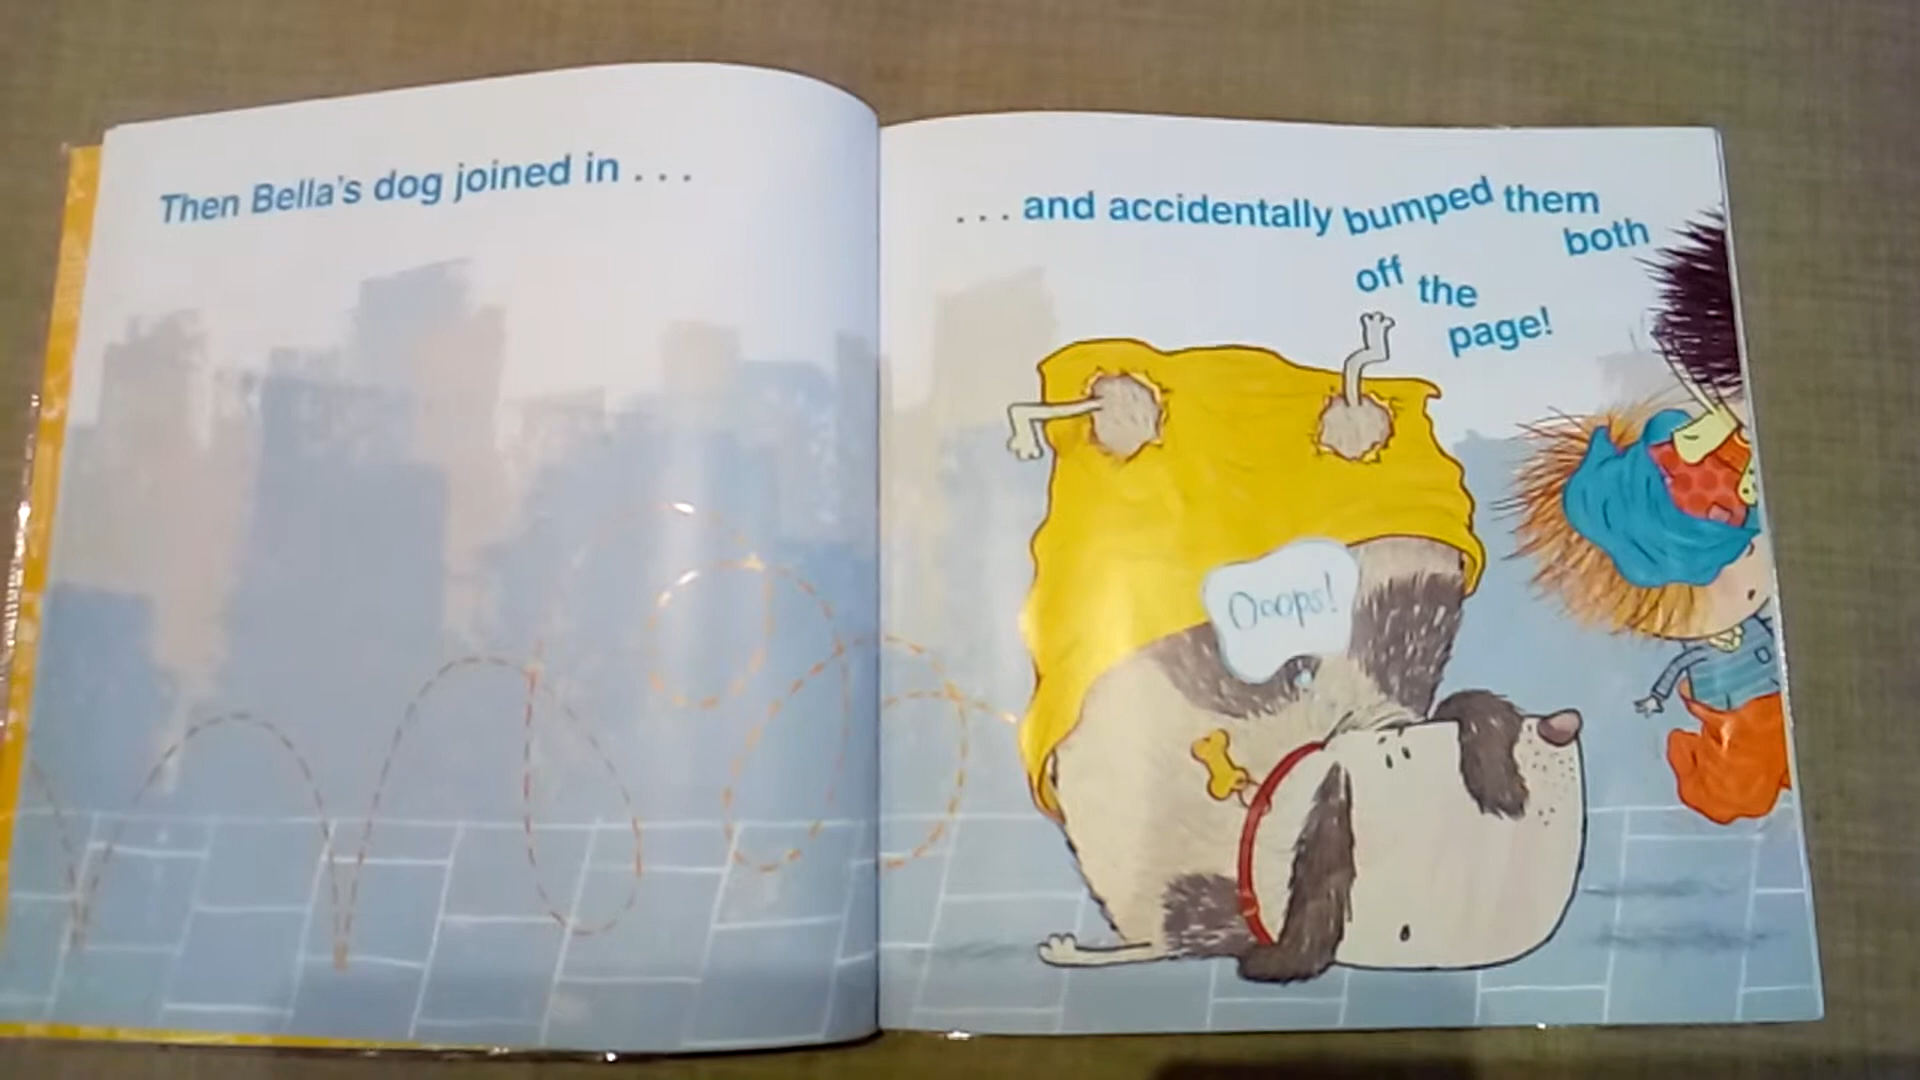 Then Bella's dog joined in . . .
. . . and accidentally bumped them
both
off the
page!
Ooops!